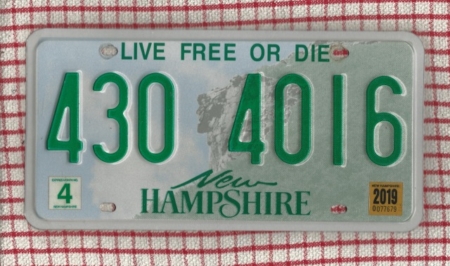 LIVE FREE OR DIE
430 4016
4
2019
New
HAMPSHIRE